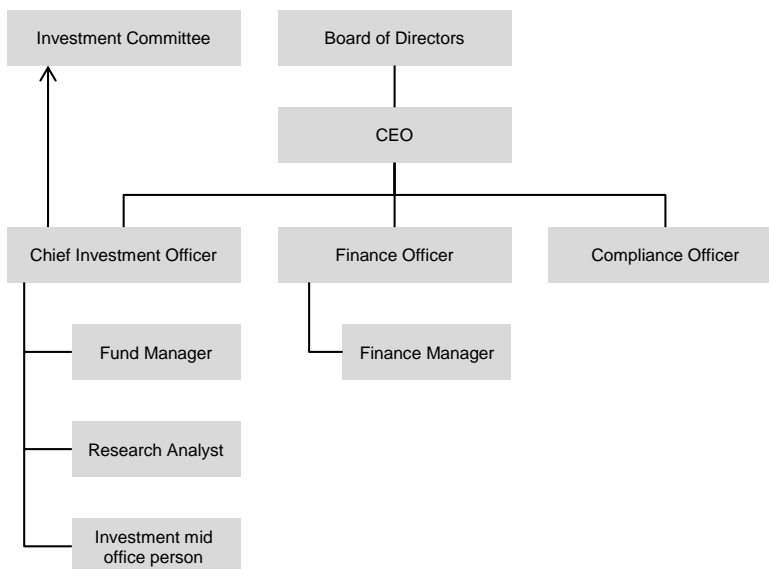 Investment Committee
Board of Directors
CEO
Chief Investment Officer
Finance Officer
Compliance Officer
Fund Manager
Finance Manager
Research Analyst
Investment mid
office person